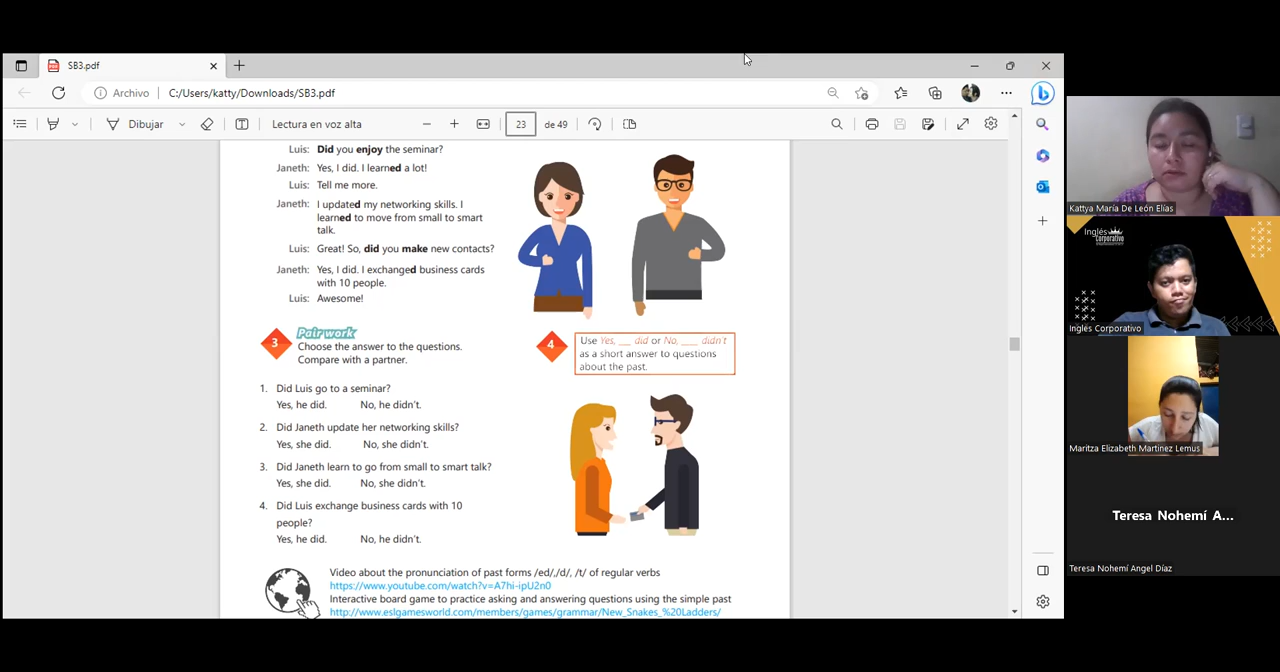 SB3.pdf
Archivo
C:/Users/katty/Downloads/SB3.pdf
Dibujar
Lectura en voz alta
23
de 49
Luis: Did you enjoy the seminar?
Janeth: Yes, I did. I learned a lot!
Luis: Tell me more.
Janeth: I updated my networking skills. I
learned to move from small to smart
talk.
Luis: Great! So, did you make new contacts?
Janeth: Yes, I did. I exchanged business cards
with 10 people.
Luis: Awesome!
3
Pair work
Choose the answer to the questions.
Compare with a partner.
4
Use Yes, __ did or No, ___ didn't
as a short answer to questions
about the past.
1. Did Luis go to a seminar?
Yes, he did. No, he didn't.
2. Did Janeth update her networking skills?
Yes, she did. No, she didn't.
3. Did Janeth learn to go from small to smart talk?
Yes, she did. No, she didn't.
4. Did Luis exchange business cards with 10
people?
Yes, he did. No, he didn't.
Video about the pronunciation of past forms /ed/,/d/, /t/ of regular verbs
https://www.youtube.com/watch?v=A7hi-ipU2n0
Interactive board game to practice asking and answering questions using the simple past
http://www.eslgamesworld.com/members/games/grammar/New_Snakes_%20Ladders/
Kattya María De León Elías
Inglés
corporativo
Inglés Corporativo
Maritza Elizabeth Martinez Lemus
Teresa Nohemí A...
Teresa Nohemí Angel Díaz